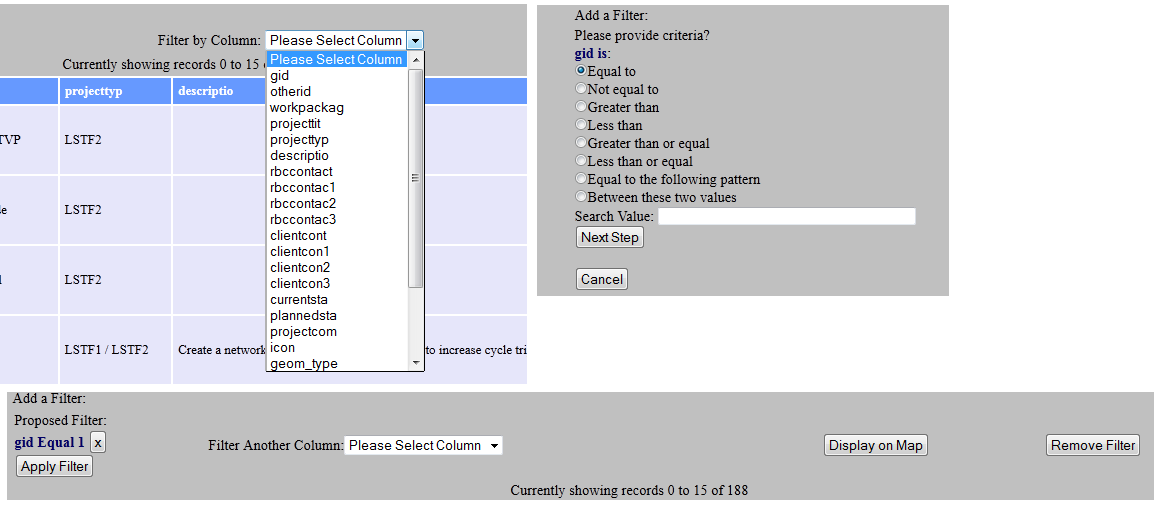 Filter by Column: Please Select Column
Please Select Column
gid
otherid
workpackag
projecttit
projecttyp
descriptio
rbccontact
rbccontac1
rbccontac2
rbccontac3
clientcont
clientcon1
clientcon2
clientcon3
currentsta
plannedsta
projectcom
icon
geom_type
Currently showing records 0 to 15
projecttyp descriptio
TVP LSTF2
LSTF2
LSTF2
LSTF1 / LSTF2 Create a network to increase cycle tri
Add a Filter:
Please provide criteria?
gid is:
Equal to
Not equal to
Greater than
Less than
Greater than or equal
Less than or equal
Equal to the following pattern
Between these two values
Search Value:
Next Step
Cancel
Add a Filter:
Proposed Filter:
gid Equal 1 x
Filter Another Column: Please Select Column
Display on Map
Remove Filter
Apply Filter
Currently showing records 0 to 15 of 188